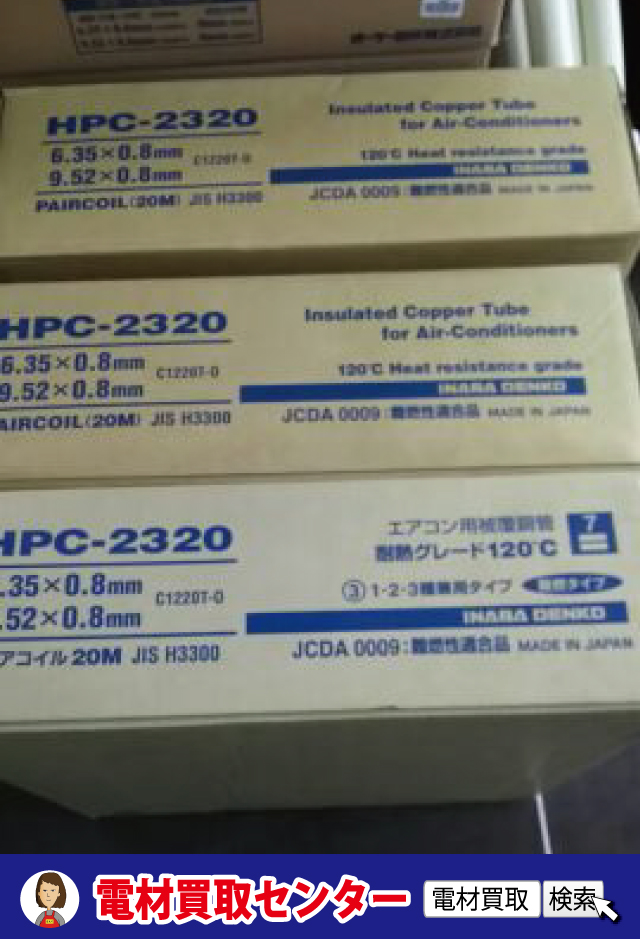 HPC-2320
6.35×0.8mm C1220T-O
9.52×0.8mm
PAIRCOIL(20M) JIS H3300
Insulated Copper Tube
for Air-Conditioners
120℃ Heat resistance grade
INABA DENKO
JCDA 0009:難燃性適合品 MADE IN JAPAN
HPC-2320
6.35×0.8mm C1220T-O
9.52×0.8mm
AIRCOIL(20M) JIS H3300
Insulated Copper Tube
for Air-Conditioners
120℃ Heat resistance grade
INABA DENKO
JCDA 0009:難燃性適合品 MADE IN JAPAN
HPC-2320
.35×0.8mm C1220T-O
.52×0.8mm
アコイル 20M JIS H3300
エアコン用被覆銅管
耐熱グレード120℃
7
③1・2・3種兼用タイプ
INABA DENKO
JCDA 0009:難燃性適合品 MADE IN JAPAN
電材買取センター
電材買取 検索